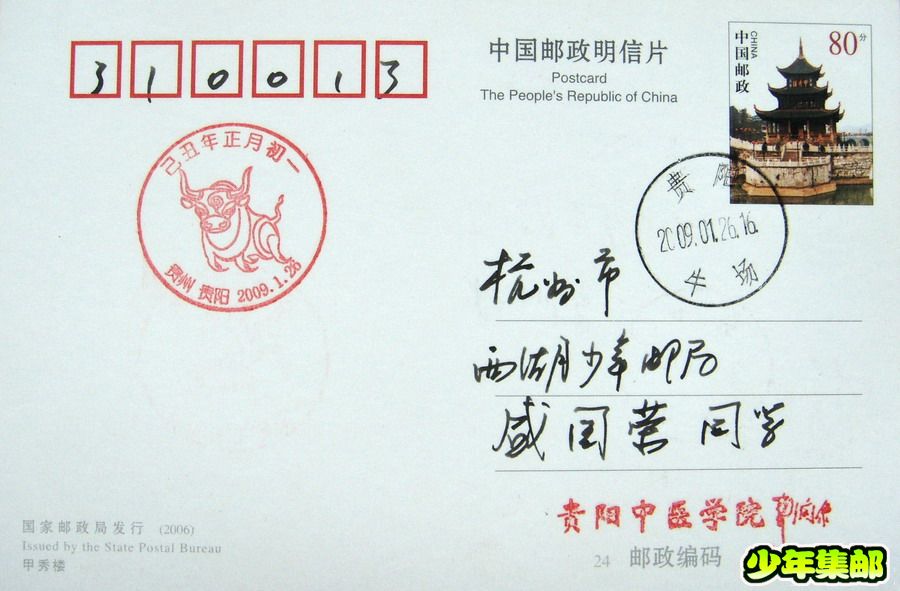 310013
中国邮政明信片
Postcard
The People's Republic of China
中国邮政
CHINA
80分
己丑年正月初一
贵州 贵阳 2009.1.26
贵阳
2009.01.26.16
牛场
杭州市
西湖少年邮局
盛国荣 同学
贵阳中医学院
国家邮政局发行 (2006)
Issued by the State Postal Bureau
甲秀楼
24 邮政编码
少年集邮